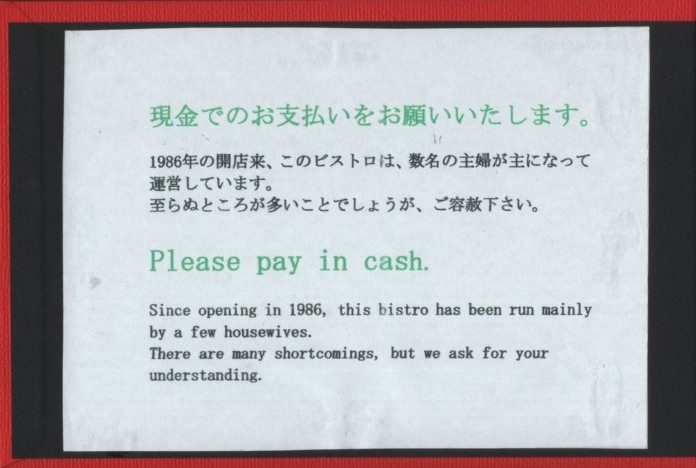 現金でのお支払いをお願いいたします。
1986年の開店来、このビストロは、数名の主婦が主になって
運営しています。
至らぬところが多いことでしょうが、ご容赦下さい。
Please pay in cash.
Since opening in 1986, this bistro has been run mainly
by a few housewives.
There are many shortcomings, but we ask for your
understanding.